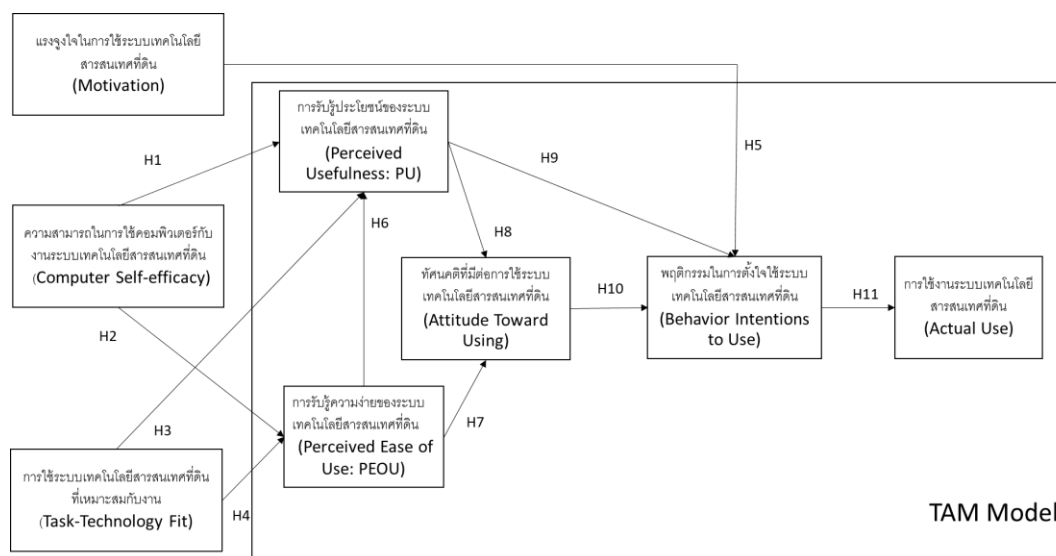 แรงจูงใจในการใช้ระบบเทคโนโลยี
สารสนเทศที่ดิน
(Motivation)
การรับรู้ประโยชน์ของระบบ
เทคโนโลยีสารสนเทศที่ดิน
(Perceived
Usefulness: PU)
H1
H9
H5
ความสามารถในการใช้คอมพิวเตอร์กับ
งานระบบเทคโนโลยีสารสนเทศที่ดิน
(Computer Self-efficacy)
H6
H8
ทัศนคติที่มีต่อการใช้ระบบ
เทคโนโลยีสารสนเทศที่ดิน
(Attitude Toward
Using)
H10
พฤติกรรมในการตั้งใจใช้ระบบ
เทคโนโลยีสารสนเทศที่ดิน
(Behavior Intentions
to Use)
H11
การใช้งานระบบเทคโนโลยี
สารสนเทศที่ดิน
(Actual Use)
H2
การรับรู้ความง่ายของระบบ
เทคโนโลยีสารสนเทศที่ดิน
(Perceived Ease of
Use: PEOU)
H7
H3
การใช้ระบบเทคโนโลยีสารสนเทศที่ดิน
ที่เหมาะสมกับงาน
(Task-Technology Fit)
H4
TAM Model